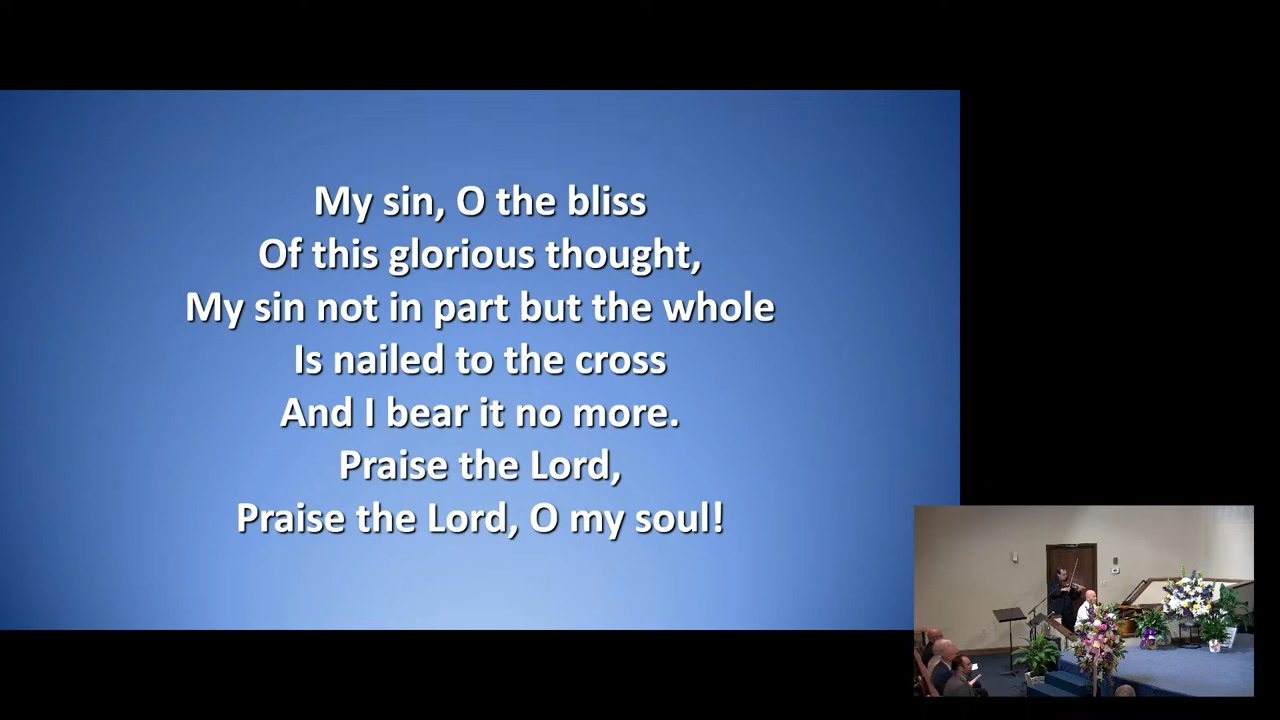 My sin, O the bliss
Of this glorious thought,
My sin not in part but the whole
Is nailed to the cross
And I bear it no more.
Praise the Lord,
Praise the Lord, O my soul!